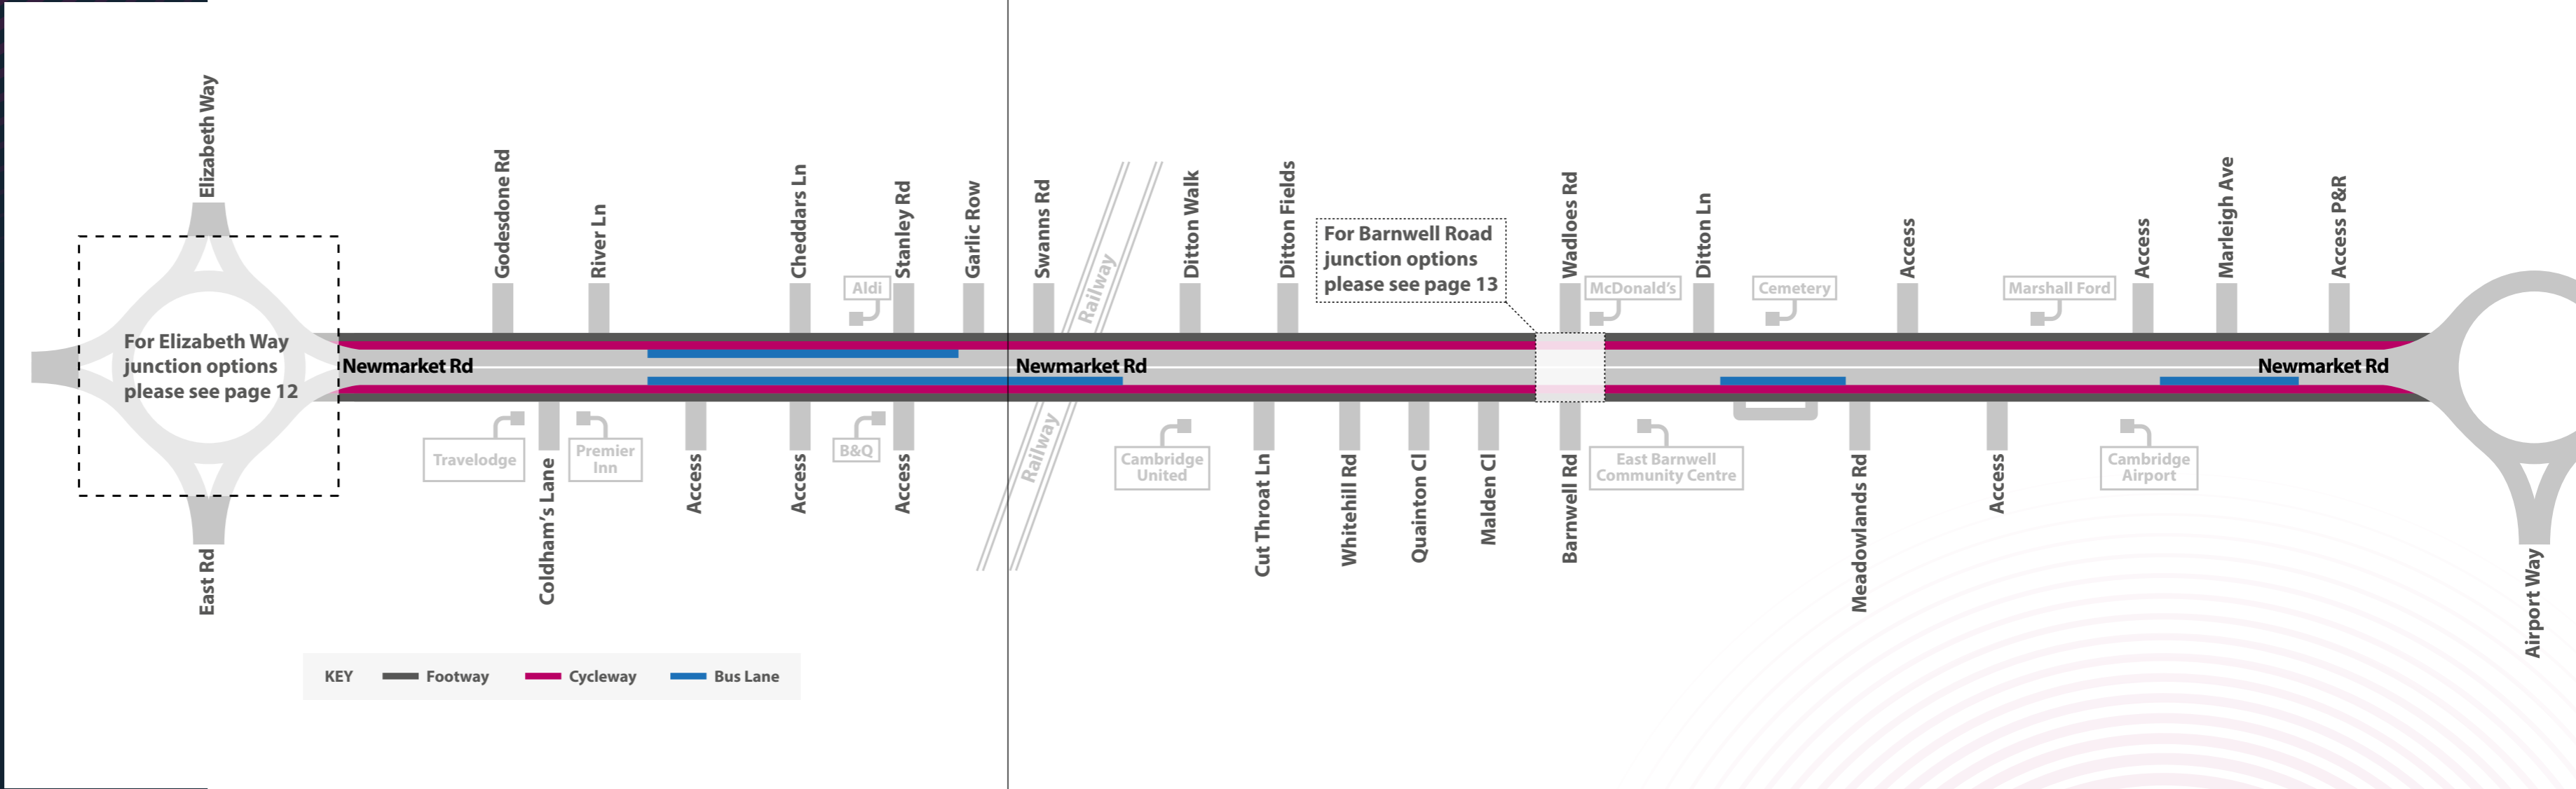 Elizabeth Way
Godesdone Rd
River Ln
Cheddars Ln
Aldi
Stanley Rd
Garlic Row
Swanns Rd
Railway
Ditton Walk
Ditton Fields
For Barnwell Road
junction options
please see page 13
Wadloes Rd
McDonald's
Ditton Ln
Cemetery
Access
Marshall Ford
Access
Marleigh Ave
Access P&R
For Elizabeth Way
junction options
please see page 12
Newmarket Rd
Newmarket Rd
Newmarket Rd
East Rd
Travelodge
Coldham's Lane
Premier
Inn
Access
Access
B&Q
Access
Railway
Cambridge
United
Cut Throat Ln
Whitehill Rd
Quainton Cl
Malden Cl
Barnwell Rd
East Barnwell
Community Centre
Meadowlands Rd
Access
Cambridge
Airport
Airport Way
KEY
Footway
Cycleway
Bus Lane